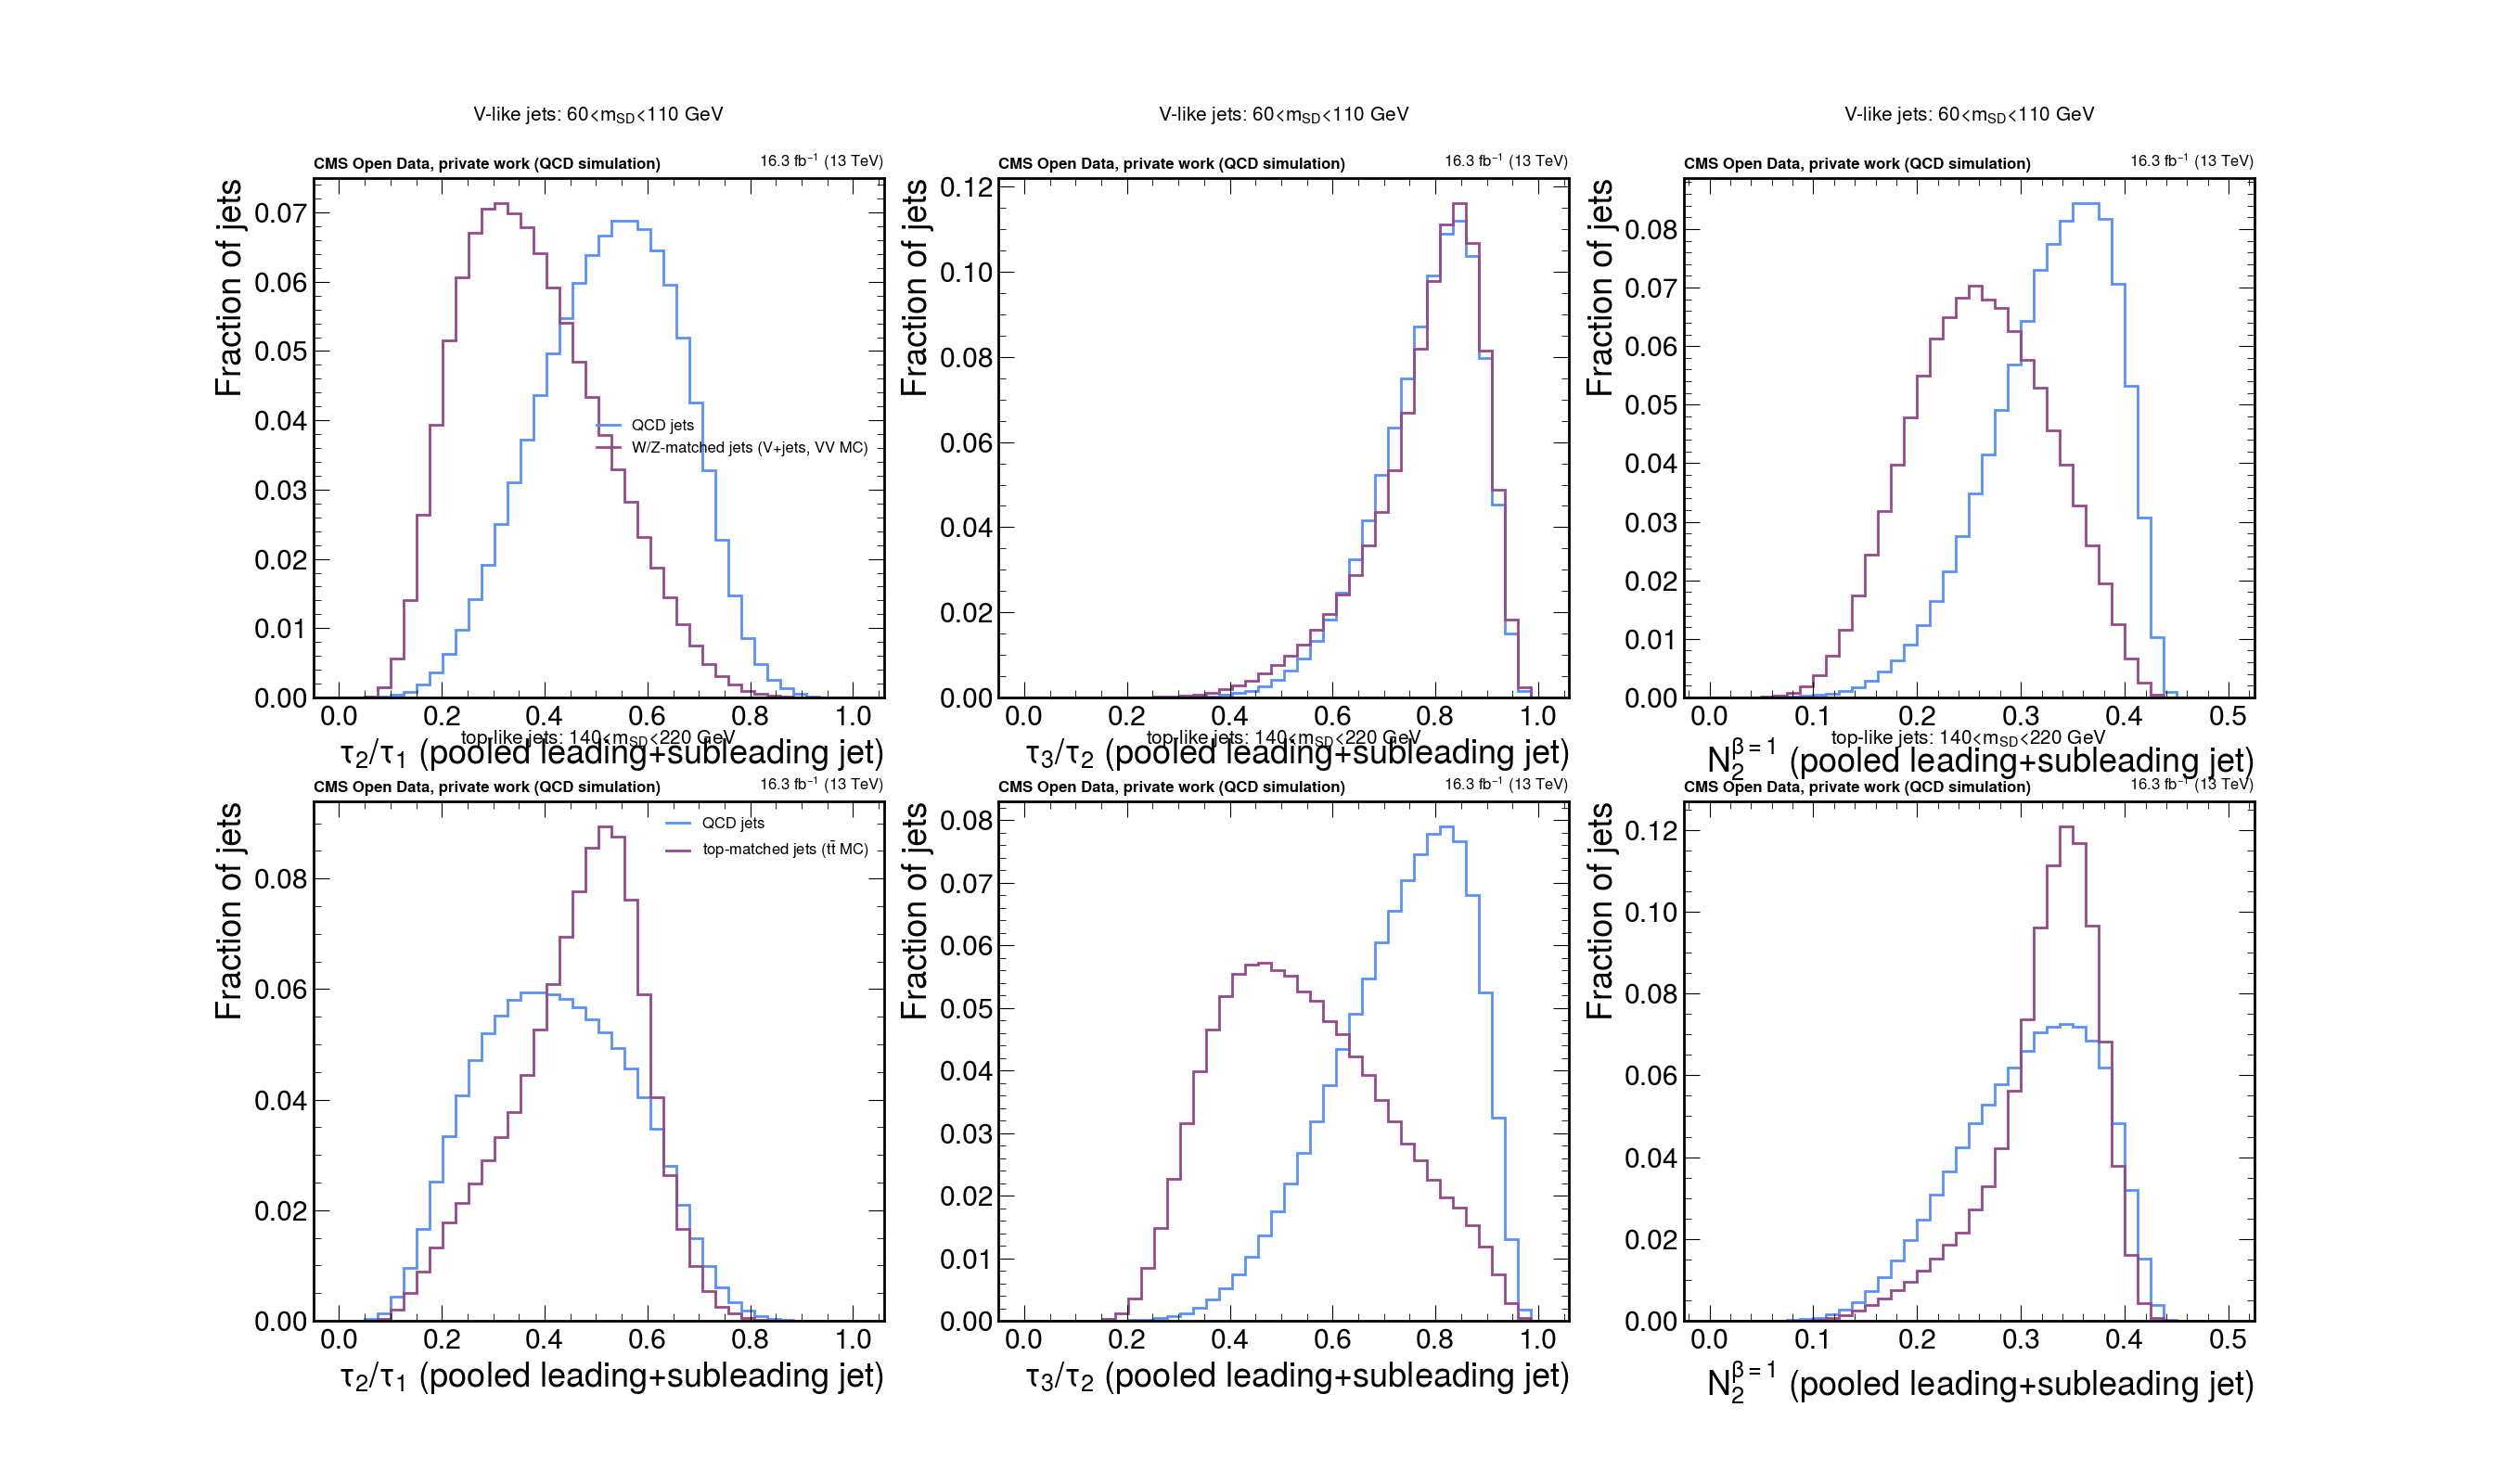 V-like jets: 60<m_SD<110 GeV
V-like jets: 60<m_SD<110 GeV
V-like jets: 60<m_SD<110 GeV
CMS Open Data, private work (QCD simulation) 16.3 fb⁻¹ (13 TeV)
CMS Open Data, private work (QCD simulation) 16.3 fb⁻¹ (13 TeV)
CMS Open Data, private work (QCD simulation) 16.3 fb⁻¹ (13 TeV)
Fraction of jets
0.07
0.06
0.05
0.04
0.03
0.02
0.01
0.00
QCD jets
W/Z-matched jets (V+jets, VV MC)
0.0 0.2 0.4 0.6 0.8 1.0
τ₂/τ₁ (pooled leading+subleading jet)
Fraction of jets
0.12
0.10
0.08
0.06
0.04
0.02
0.00
0.0 0.2 0.4 0.6 0.8 1.0
τ₃/τ₂ (pooled leading+subleading jet)
Fraction of jets
0.08
0.07
0.06
0.05
0.04
0.03
0.02
0.01
0.00
0.0 0.1 0.2 0.3 0.4 0.5
N₂^β = 1 (pooled leading+subleading jet)
top-like jets: 140<m_SD<220 GeV
top-like jets: 140<m_SD<220 GeV
top-like jets: 140<m_SD<220 GeV
CMS Open Data, private work (QCD simulation) 16.3 fb⁻¹ (13 TeV)
CMS Open Data, private work (QCD simulation) 16.3 fb⁻¹ (13 TeV)
CMS Open Data, private work (QCD simulation) 16.3 fb⁻¹ (13 TeV)
Fraction of jets
0.08
0.06
0.04
0.02
0.00
QCD jets
top-matched jets (tt̄ MC)
0.0 0.2 0.4 0.6 0.8 1.0
τ₂/τ₁ (pooled leading+subleading jet)
Fraction of jets
0.08
0.07
0.06
0.05
0.04
0.03
0.02
0.01
0.00
0.0 0.2 0.4 0.6 0.8 1.0
τ₃/τ₂ (pooled leading+subleading jet)
Fraction of jets
0.12
0.10
0.08
0.06
0.04
0.02
0.00
0.0 0.1 0.2 0.3 0.4 0.5
N₂^β = 1 (pooled leading+subleading jet)